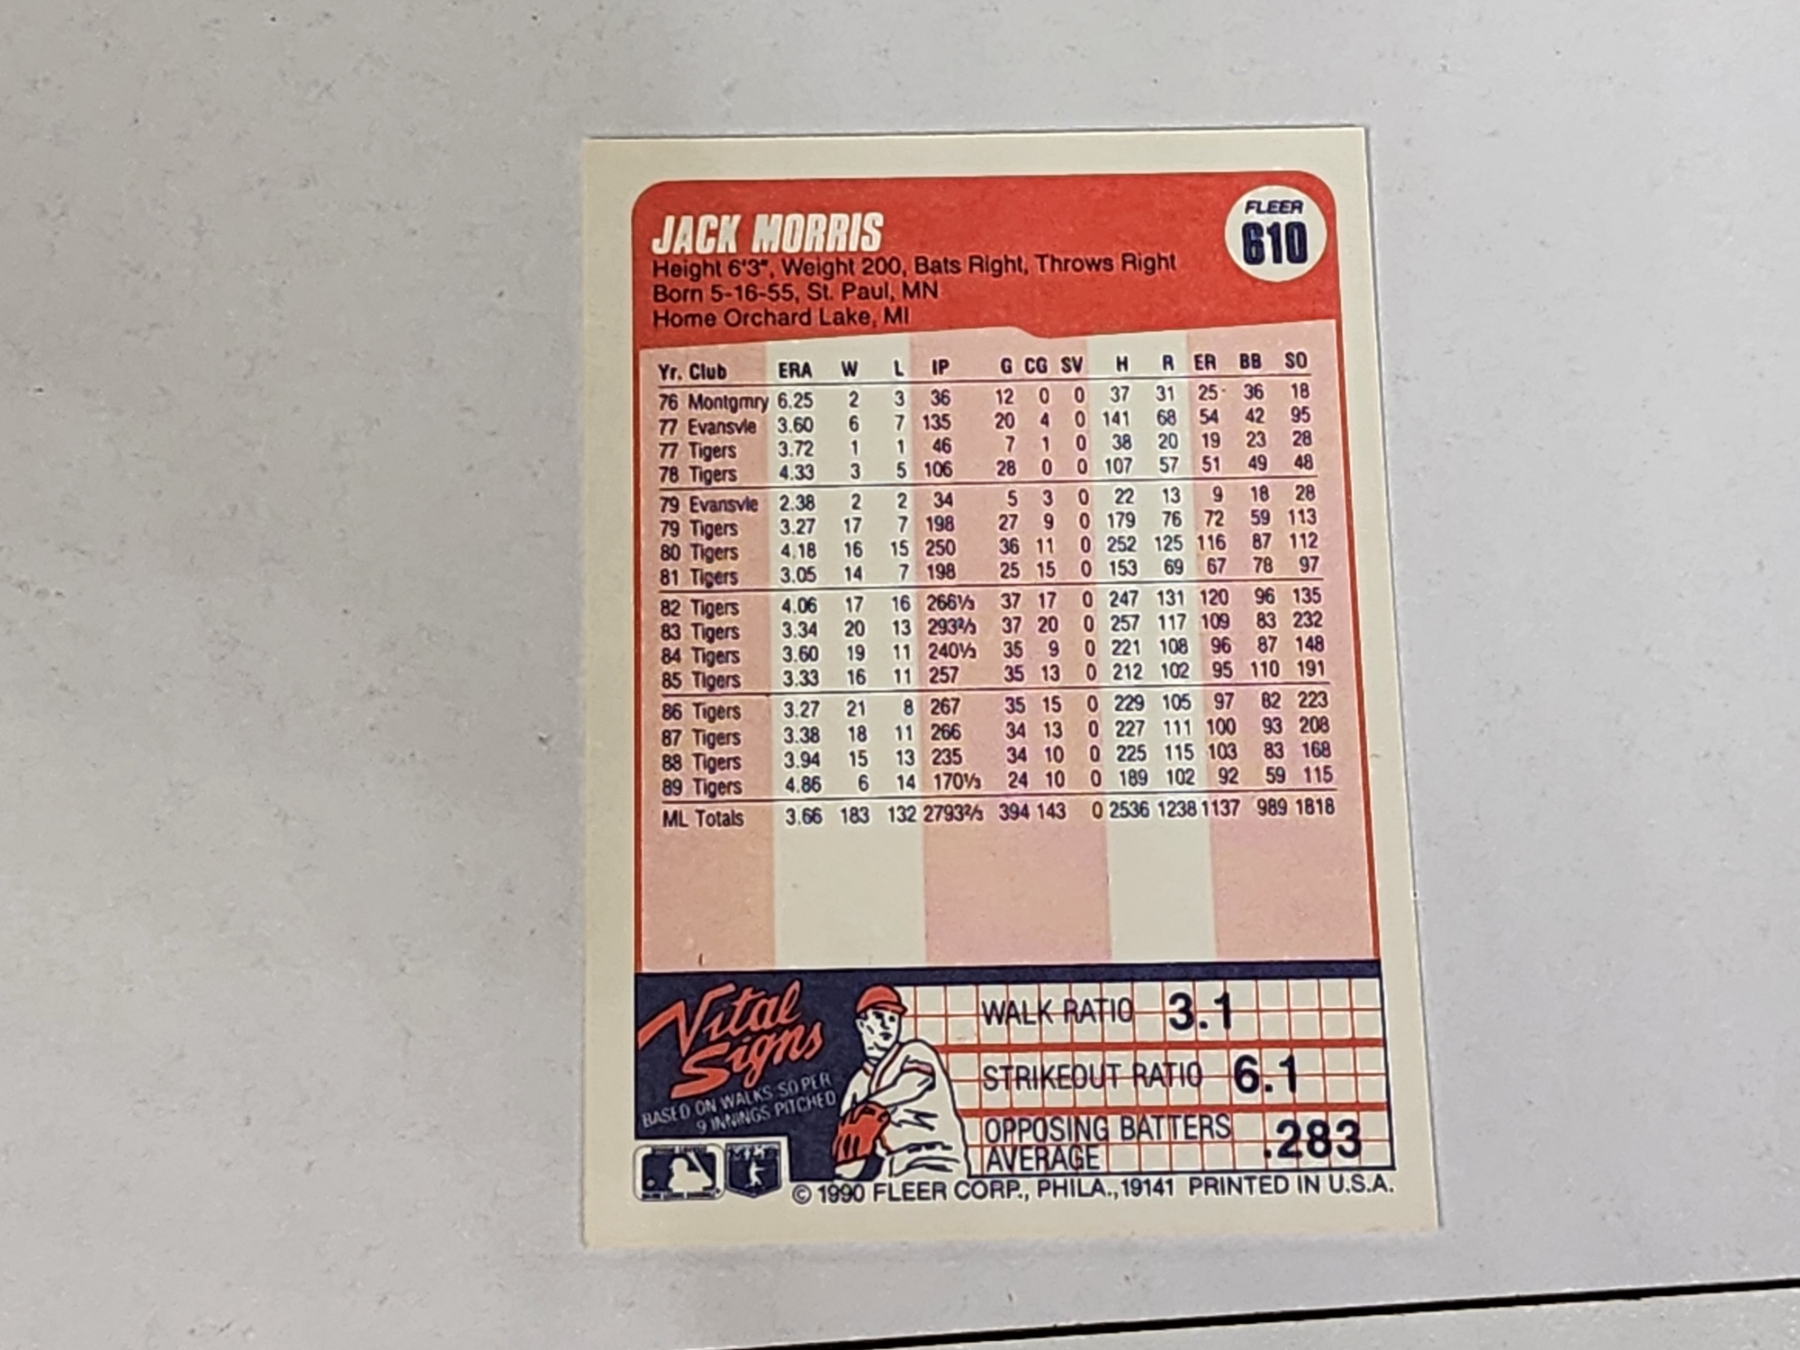 JACK MORRIS
FLEER
610
Height 6'3", Weight 200, Bats Right, Throws Right
Born 5-16-55, St. Paul, MN
Home Orchard Lake, MI
Yr. Club ERA W L IP G CG SV H R ER BB SO
76 Montgmry 6.25 2 3 36 12 0 0 37 31 25 36 18
77 Evansvle 3.60 6 7 135 20 4 0 141 68 54 42 95
77 Tigers 3.72 1 1 46 7 1 0 38 20 19 23 28
78 Tigers 4.33 3 5 106 28 0 0 107 57 51 49 48
79 Evansvle 2.38 2 2 34 5 3 0 22 13 9 18 28
79 Tigers 3.27 17 7 198 27 9 0 179 76 72 59 113
80 Tigers 4.18 16 15 250 36 11 0 252 125 116 87 112
81 Tigers 3.05 14 7 198 25 15 0 153 69 67 78 97
82 Tigers 4.06 17 16 266⅓ 37 17 0 247 131 120 96 135
83 Tigers 3.34 20 13 293⅔ 37 20 0 257 117 109 83 232
84 Tigers 3.60 19 11 240⅓ 35 9 0 221 108 96 87 148
85 Tigers 3.33 16 11 257 35 13 0 212 102 95 110 191
86 Tigers 3.27 21 8 267 35 15 0 229 105 97 82 223
87 Tigers 3.38 18 11 266 34 13 0 227 111 100 93 208
88 Tigers 3.94 15 13 235 34 10 0 225 115 103 83 168
89 Tigers 4.86 6 14 170⅓ 24 10 0 189 102 92 59 115
ML Totals 3.66 183 132 2793⅔ 394 143 0 2536 1238 1137 989 1818
Vital
Signs
BASED ON WALKS SO PER
9 INNINGS PITCHED
WALK RATIO 3.1
STRIKEOUT RATIO 6.1
OPPOSING BATTERS
AVERAGE .283
© 1990 FLEER CORP., PHILA., 19141 PRINTED IN U.S.A.